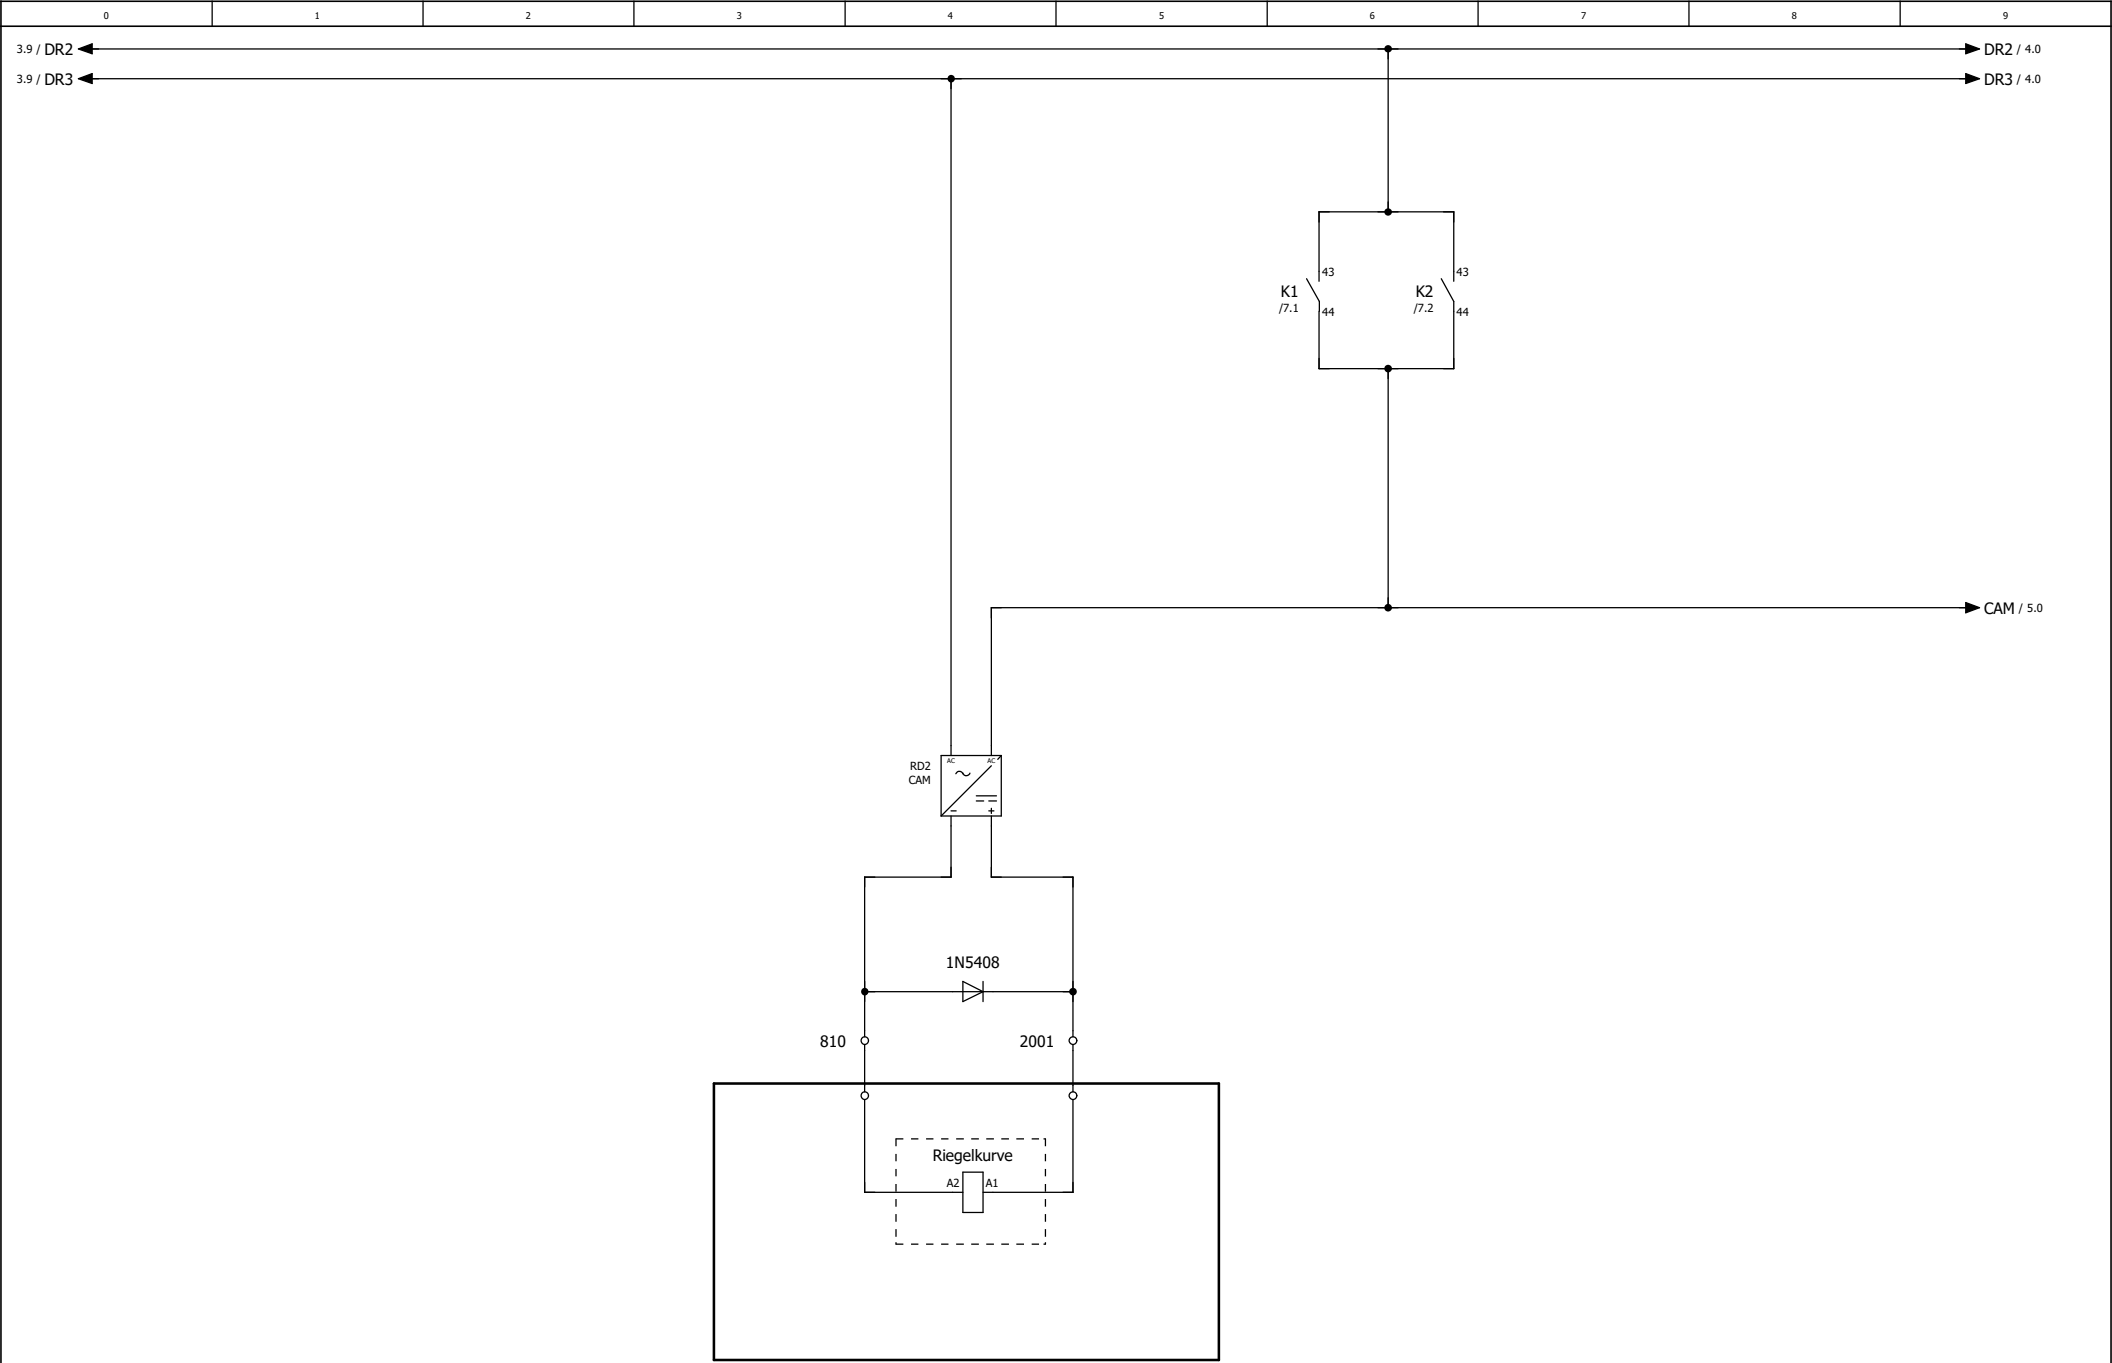 0 1 2 3 4 5 6 7 8 9
3.9 / DR2 DR2 / 4.0
3.9 / DR3 DR3 / 4.0
43 43
K1 K2
/7.1 /7.2
44 44
CAM / 5.0
RD2
CAM
AC AC
- +
1N5408
810 2001
Riegelkurve
A2 A1